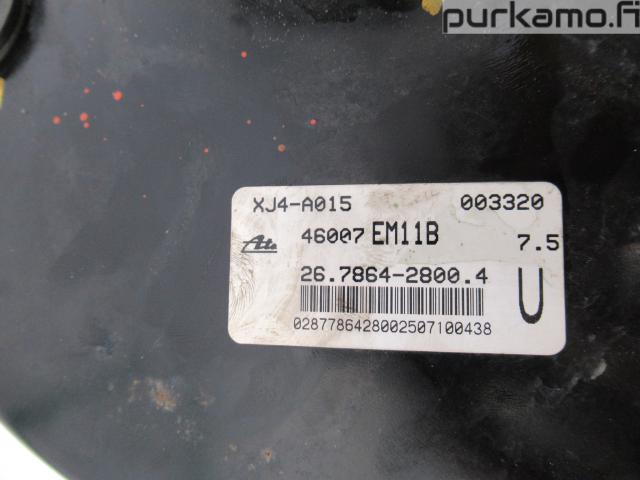 purkamo.fi
XJ4-A015 003320
Ate 46007 EM11B 7.5
26.7864-2800.4 U
0287786428002507100438